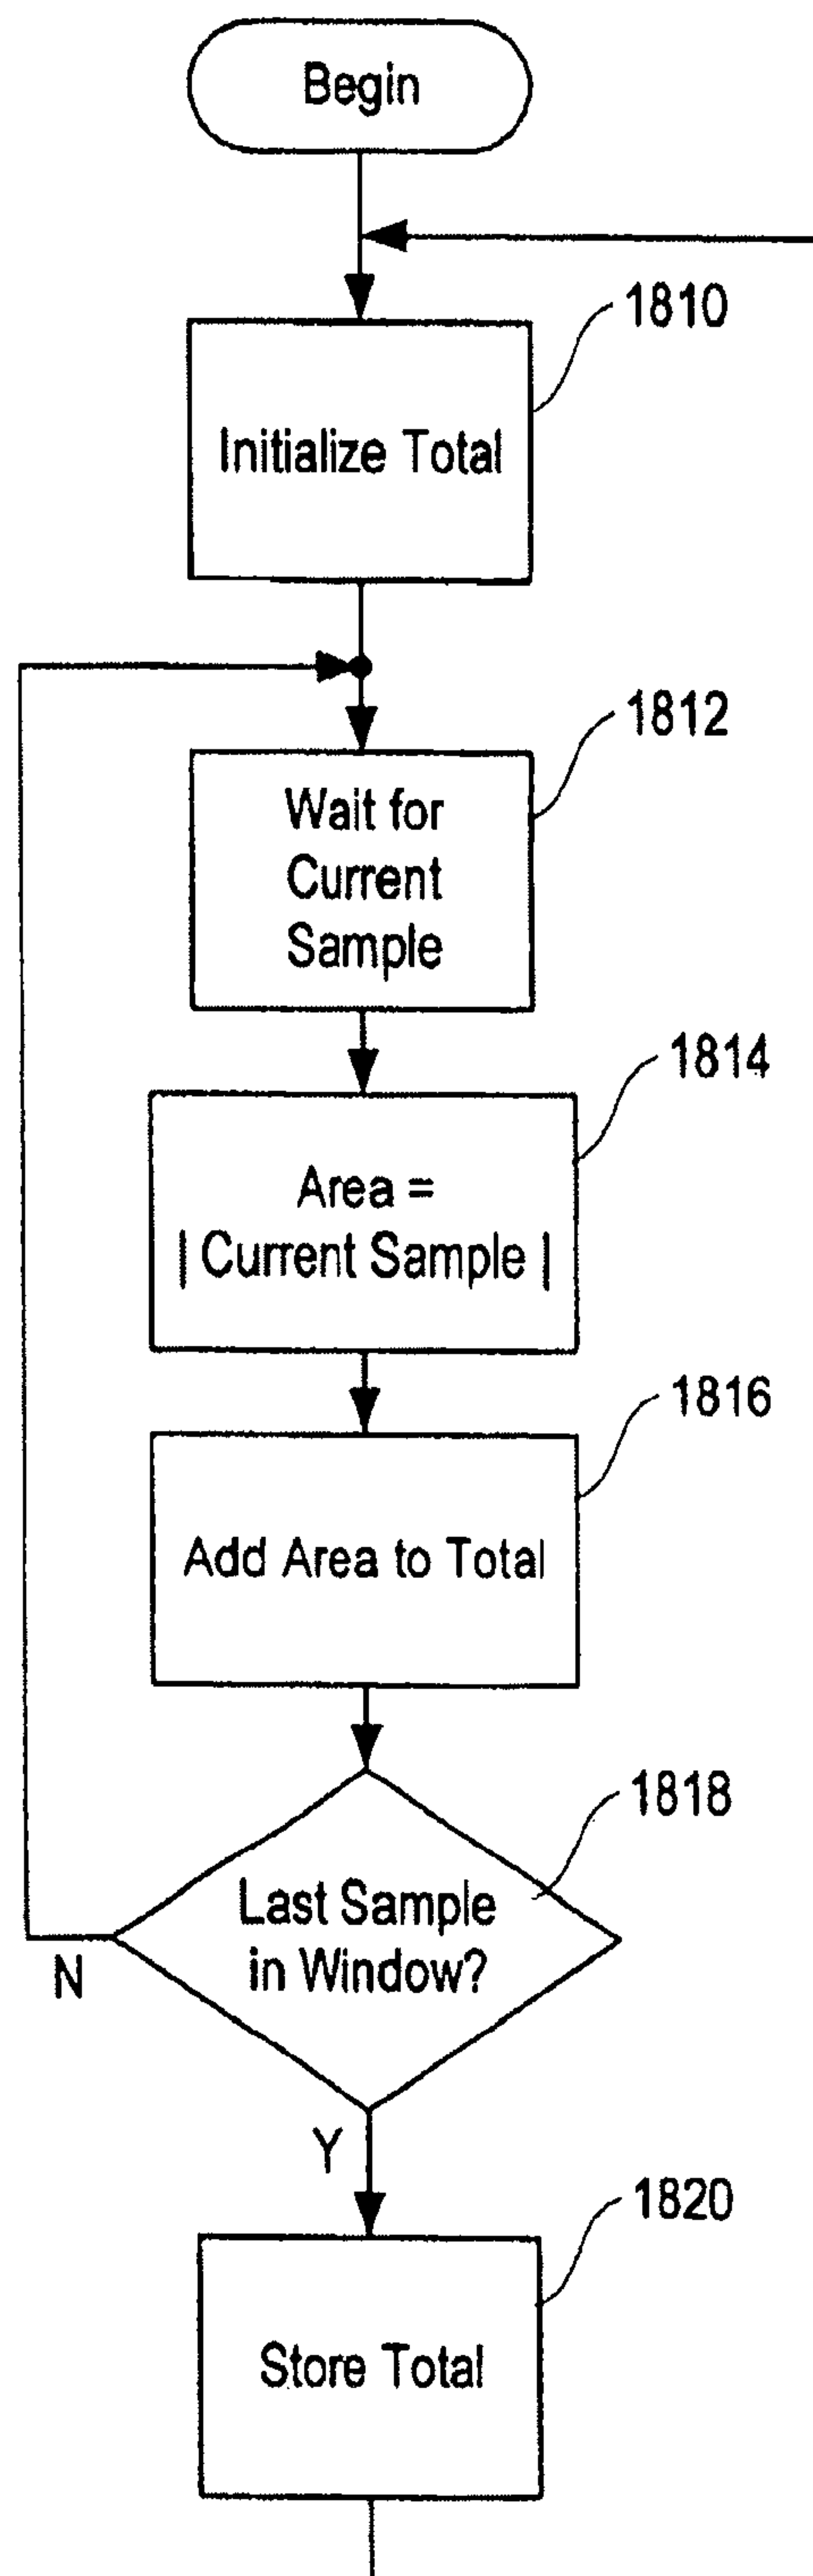 Begin
1810
Initialize Total
1812
Wait for
Current
Sample
1814
Area =
| Current Sample |
1816
Add Area to Total
1818
Last Sample
in Window?
N
Y
1820
Store Total